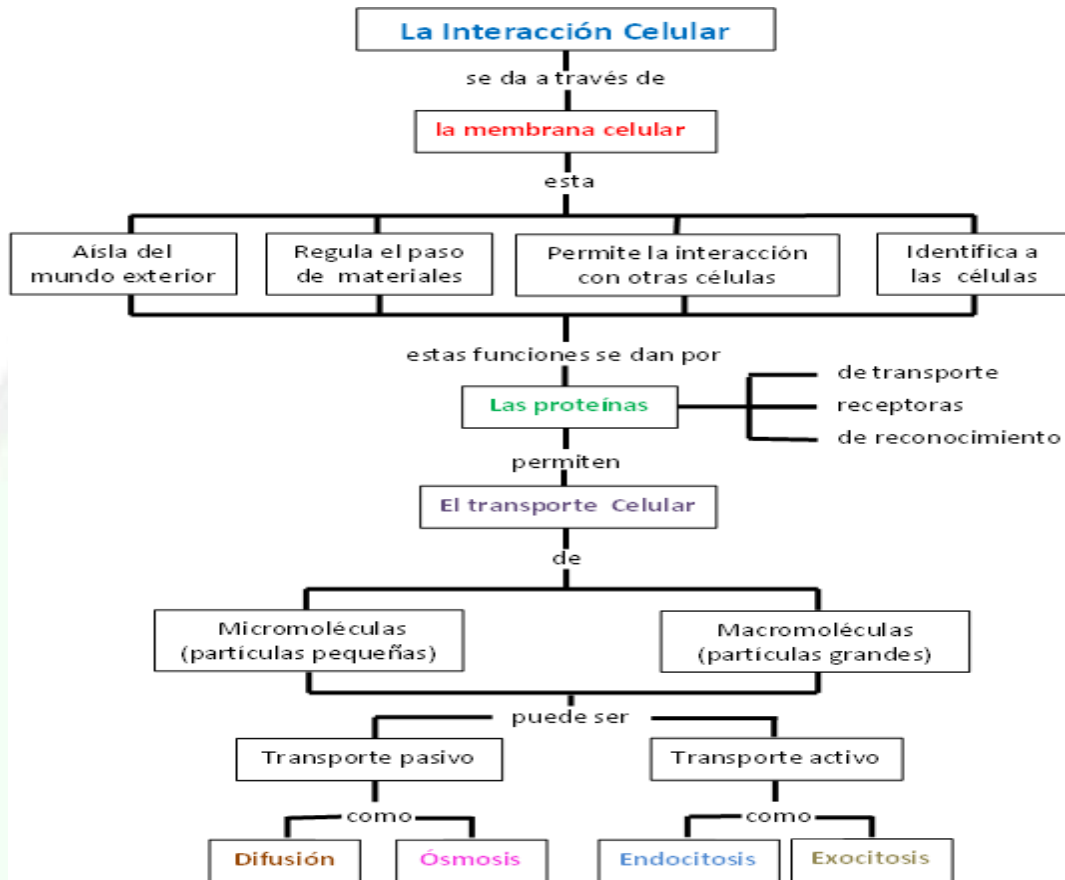 La Interacción Celular
se da a través de
la membrana celular
esta
Aísla del
mundo exterior
Regula el paso
de materiales
Permite la interacción
con otras células
Identifica a
las células
estas funciones se dan por
Las proteínas
de transporte
receptoras
de reconocimiento
permiten
El transporte Celular
de
Micromoléculas
(partículas pequeñas)
Macromoléculas
(partículas grandes)
puede ser
Transporte pasivo
Transporte activo
como
como
Difusión
Ósmosis
Endocitosis
Exocitosis